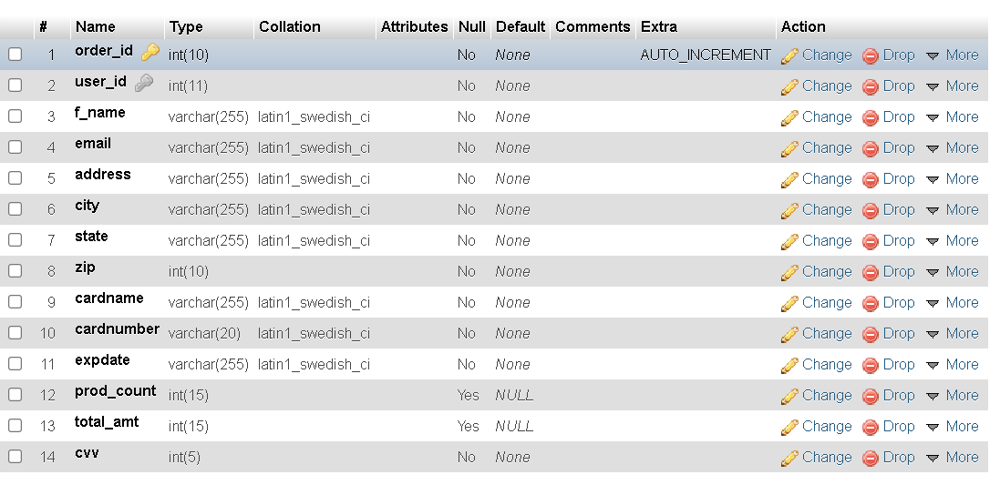 # Name Type Collation Attributes Null Default Comments Extra Action
1 order_id int(10) No None AUTO_INCREMENT Change Drop More
2 user_id int(11) No None Change Drop More
3 f_name varchar(255) latin1_swedish_ci No None Change Drop More
4 email varchar(255) latin1_swedish_ci No None Change Drop More
5 address varchar(255) latin1_swedish_ci No None Change Drop More
6 city varchar(255) latin1_swedish_ci No None Change Drop More
7 state varchar(255) latin1_swedish_ci No None Change Drop More
8 zip int(10) No None Change Drop More
9 cardname varchar(255) latin1_swedish_ci No None Change Drop More
10 cardnumber varchar(20) latin1_swedish_ci No None Change Drop More
11 expdate varchar(255) latin1_swedish_ci No None Change Drop More
12 prod_count int(15) Yes NULL Change Drop More
13 total_amt int(15) Yes NULL Change Drop More
14 cvv int(5) No None Change Drop More